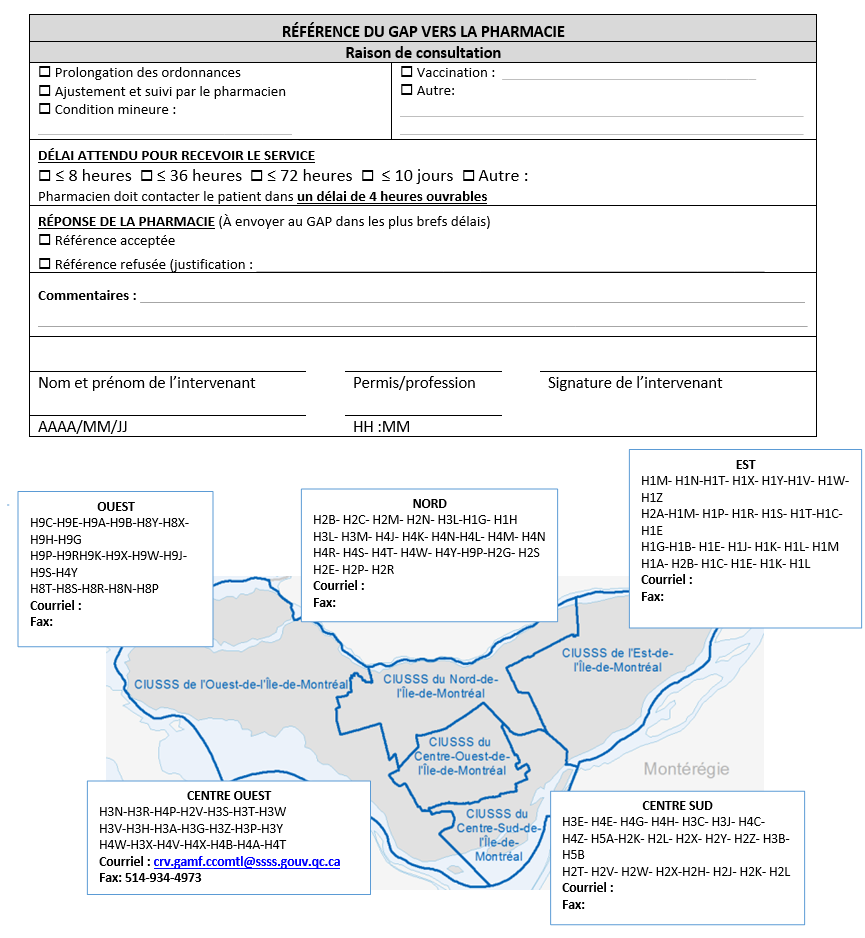 RÉFÉRENCE DU GAP VERS LA PHARMACIE
Raison de consultation
Prolongation des ordonnances
Ajustement et suivi par le pharmacien
Condition mineure :
Vaccination :
Autre:
DÉLAI ATTENDU POUR RECEVOIR LE SERVICE
≤ 8 heures ≤ 36 heures ≤ 72 heures ≤ 10 jours Autre :
Pharmacien doit contacter le patient dans un délai de 4 heures ouvrables
RÉPONSE DE LA PHARMACIE (À envoyer au GAP dans les plus brefs délais)
Référence acceptée
Référence refusée (justification :
Commentaires :
Nom et prénom de l'intervenant Permis/profession Signature de l'intervenant
AAAA/MM/JJ HH :MM
OUEST
H9C-H9E-H9A-H9B-H8Y-H8X-
H9H-H9G
H9P-H9RH9K-H9X-H9W-H9J-
H9S-H4Y
H8T-H8S-H8R-H8N-H8P
Courriel :
Fax:
NORD
H2B- H2C- H2M- H2N- H3L-H1G- H1H
H3L- H3M- H4J- H4K- H4N-H4L- H4M- H4N
H4R- H4S- H4T- H4W- H4Y-H9P-H2G- H2S
H2E- H2P- H2R
Courriel :
Fax:
EST
H1M- H1N-H1T- H1X- H1Y-H1V- H1W-
H1Z
H2A-H1M- H1P- H1R- H1S- H1T-H1C-
H1E
H1G-H1B- H1E- H1J- H1K- H1L- H1M
H1A- H2B- H1C- H1E- H1K- H1L
Courriel :
Fax:
CIUSSS de l'Ouest-de-l'Île-de-Montréal
CIUSSS du Nord-de-
l'Île-de-Montréal
CIUSSS de l'Est-de-
l'Île-de-Montréal
CIUSSS du
Centre-Ouest-de-
l'Île-de-Montréal
Montérégie
CIUSSS du
Centre-Sud-de-
l'Île-de-
Montréal
CENTRE OUEST
H3N-H3R-H4P-H2V-H3S-H3T-H3W
H3V-H3H-H3A-H3G-H3Z-H3P-H3Y
H4W-H3X-H4V-H4X-H4B-H4A-H4T
Courriel : crv.gamf.ccomtl@ssss.gouv.qc.ca
Fax: 514-934-4973
CENTRE SUD
H3E- H4E- H4G- H4H- H3C- H3J- H4C-
H4Z- H5A-H2K- H2L- H2X- H2Y- H2Z- H3B-
H5B
H2T- H2V- H2W- H2X-H2H- H2J- H2K- H2L
Courriel :
Fax: